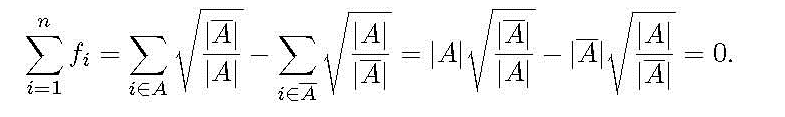 $$\sum_{i=1}^{n} f_i = \sum_{i \in A} \sqrt{\frac{|\overline{A}|}{|A|}} - \sum_{i \in \overline{A}} \sqrt{\frac{|A|}{|\overline{A}|}} = |A| \sqrt{\frac{|\overline{A}|}{|A|}} - |\overline{A}| \sqrt{\frac{|A|}{|\overline{A}|}} = 0.$$